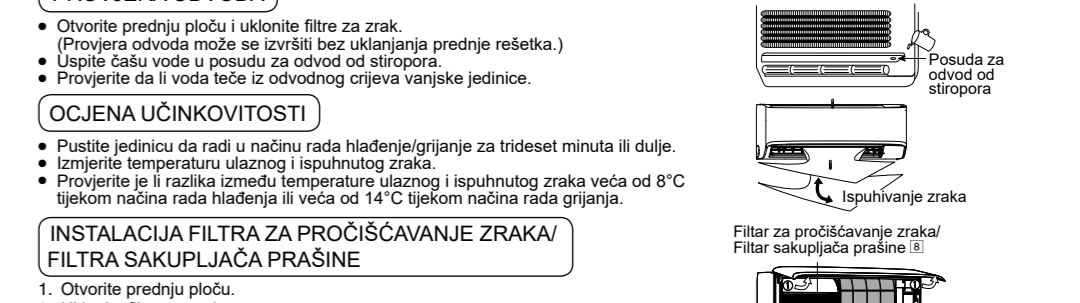 • Otvorite prednju ploču i uklonite filtre za zrak.
(Provjera odvoda može se izvršiti bez uklanjanja prednje rešetka.)
• Uspite čašu vode u posudu za odvod od stiropora.
• Provjerite da li voda teče iz odvodnog crijeva vanjske jedinice.
Posuda za
odvod od
stiropora
OCJENA UČINKOVITOSTI
• Pustite jedinicu da radi u načinu rada hlađenje/grijanje za trideset minuta ili dulje.
• Izmjerite temperaturu ulaznog i ispuhnutog zraka.
• Provjerite je li razlika između temperature ulaznog i ispuhnutog zraka veća od 8°C
tijekom načina rada hlađenja ili veća od 14°C tijekom načina rada grijanja.
Ispuhivanje zraka
INSTALACIJA FILTRA ZA PROČIŠĆAVANJE ZRAKA/
FILTRA SAKUPLJAČA PRAŠINE
1. Otvorite prednju ploču.
Filtar za pročišćavanje zraka/
Filtar sakupljača prašine 8